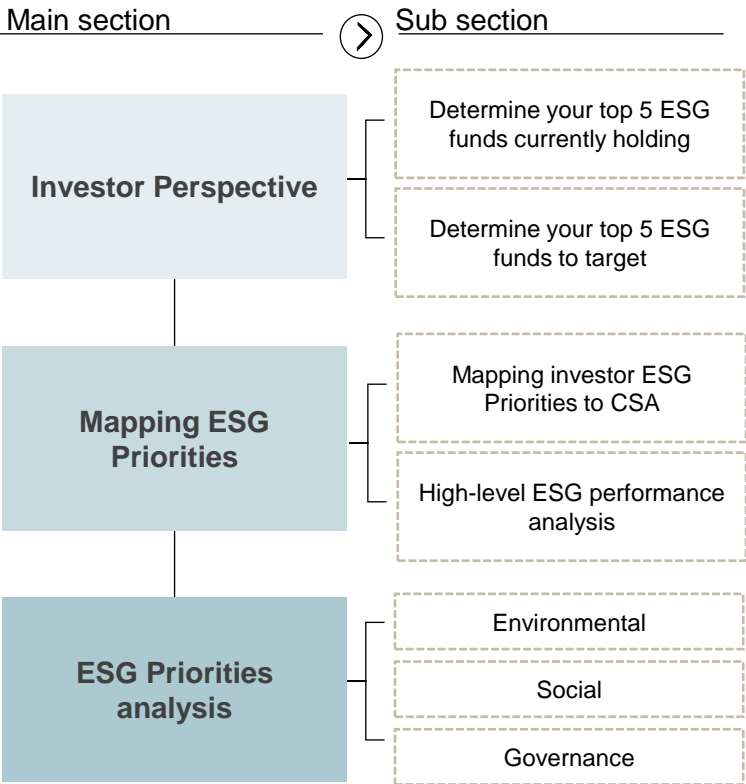 Main section
Sub section
Investor Perspective
Determine your top 5 ESG
funds currently holding
Determine your top 5 ESG
funds to target
Mapping ESG
Priorities
Mapping investor ESG
Priorities to CSA
High-level ESG performance
analysis
ESG Priorities
analysis
Environmental
Social
Governance